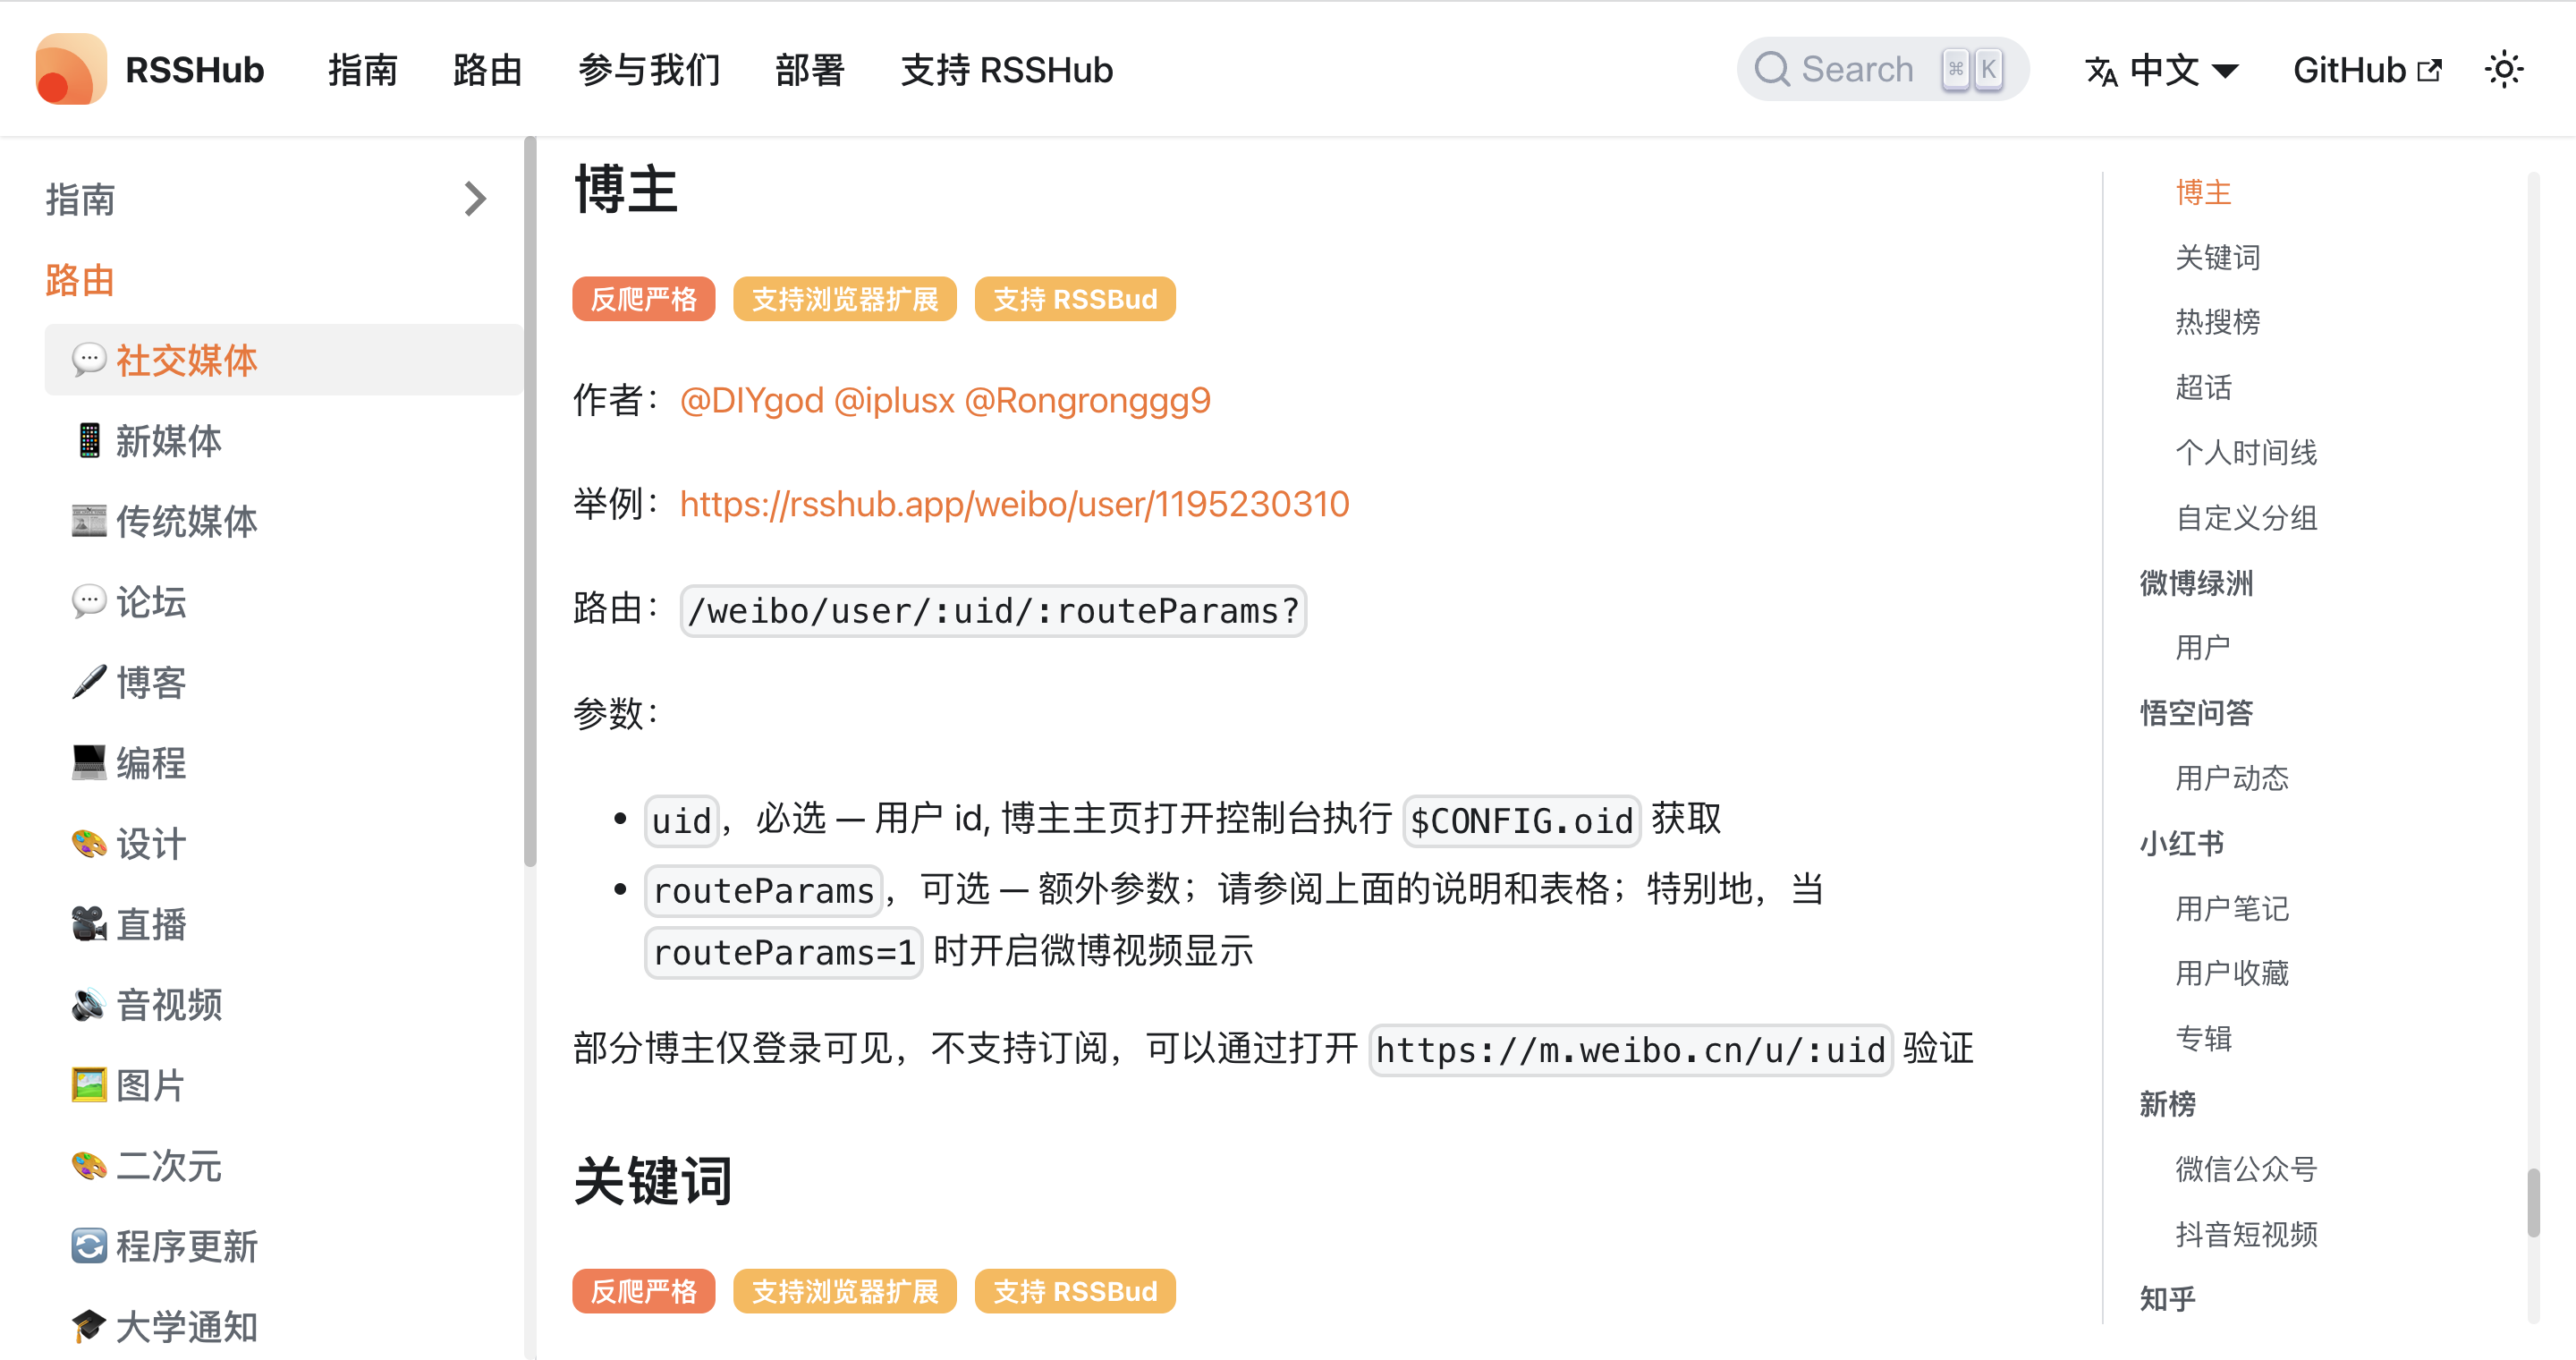 RSSHub 指南 路由 参与我们 部署 支持 RSSHub Search ⌘ K 中文 GitHub
指南
路由
社交媒体
新媒体
传统媒体
论坛
博客
编程
设计
直播
音视频
图片
二次元
程序更新
大学通知
博主
反爬严格 支持浏览器扩展 支持 RSSBud
作者：@DIYgod @iplusx @Rongronggg9
举例：https://rsshub.app/weibo/user/1195230310
路由：/weibo/user/:uid/:routeParams?
参数：
• uid，必选 — 用户 id, 博主主页打开控制台执行 $CONFIG.oid 获取
• routeParams，可选 — 额外参数；请参阅上面的说明和表格；特别地，当
routeParams=1 时开启微博视频显示
部分博主仅登录可见，不支持订阅，可以通过打开 https://m.weibo.cn/u/:uid 验证
关键词
反爬严格 支持浏览器扩展 支持 RSSBud
博主
关键词
热搜榜
超话
个人时间线
自定义分组
微博绿洲
用户
悟空问答
用户动态
小红书
用户笔记
用户收藏
专辑
新榜
微信公众号
抖音短视频
知乎